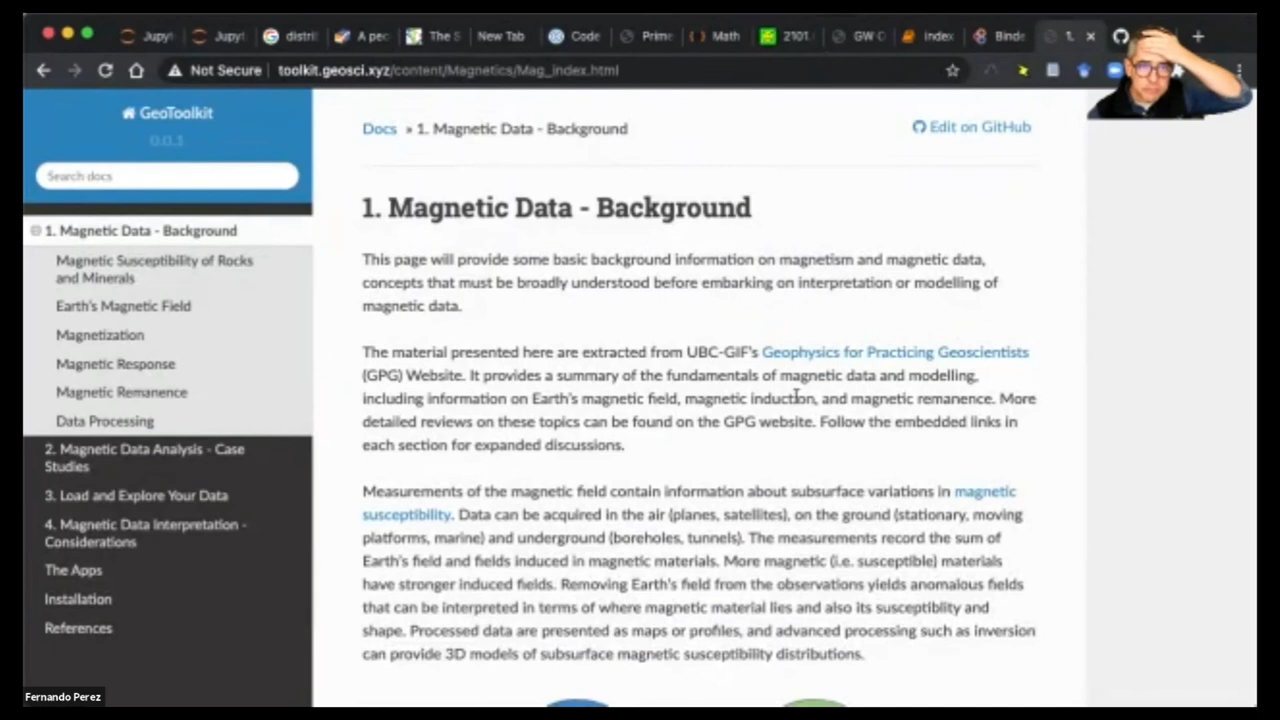 Jupyt
Jupyt
distri
A peo
The S
New Tab
Code
Prime
Math
2101.
GW O
index
Binde
1.
Not Secure
toolkit.geosci.xyz/content/Magnetics/Mag_index.html
GeoToolkit
0.0.1
Search docs
1. Magnetic Data - Background
Magnetic Susceptibility of Rocks
and Minerals
Earth's Magnetic Field
Magnetization
Magnetic Response
Magnetic Remanence
Data Processing
2. Magnetic Data Analysis - Case
Studies
3. Load and Explore Your Data
4. Magnetic Data Interpretation -
Considerations
The Apps
Installation
References
Docs » 1. Magnetic Data - Background
Edit on GitHub
1. Magnetic Data - Background
This page will provide some basic background information on magnetism and magnetic data,
concepts that must be broadly understood before embarking on interpretation or modelling of
magnetic data.
The material presented here are extracted from UBC-GIF's Geophysics for Practicing Geoscientists
(GPG) Website. It provides a summary of the fundamentals of magnetic data and modelling,
including information on Earth's magnetic field, magnetic induction, and magnetic remanence. More
detailed reviews on these topics can be found on the GPG website. Follow the embedded links in
each section for expanded discussions.
Measurements of the magnetic field contain information about subsurface variations in magnetic
susceptibility. Data can be acquired in the air (planes, satellites), on the ground (stationary, moving
platforms, marine) and underground (boreholes, tunnels). The measurements record the sum of
Earth's field and fields induced in magnetic materials. More magnetic (i.e. susceptible) materials
have stronger induced fields. Removing Earth's field from the observations yields anomalous fields
that can be interpreted in terms of where magnetic material lies and also its susceptiblity and
shape. Processed data are presented as maps or profiles, and advanced processing such as inversion
can provide 3D models of subsurface magnetic susceptibility distributions.
Fernando Perez